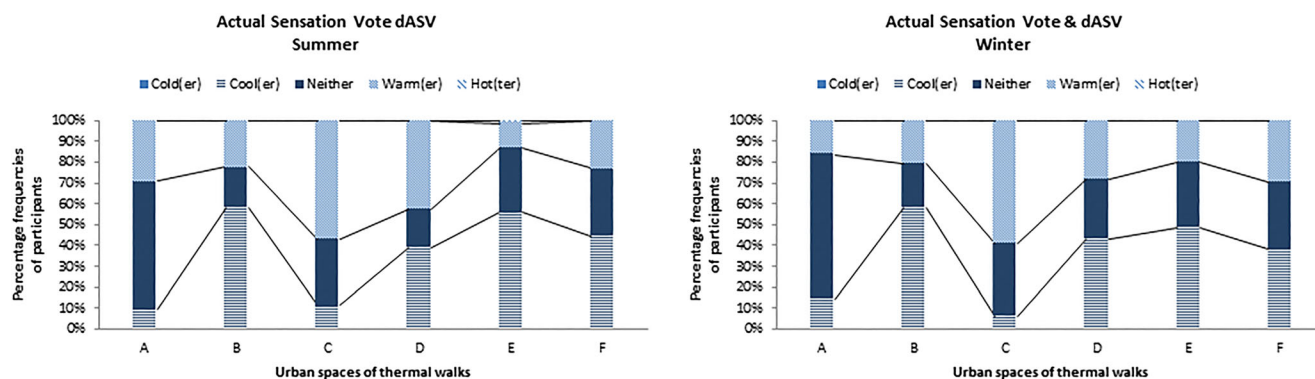 Actual Sensation Vote dASV
Summer
Cold(er) Cool(er) Neither Warm(er) Hot(ter)
Percentage frequencies
of participants
100%
90%
80%
70%
60%
50%
40%
30%
20%
10%
0%
A B C D E F
Urban spaces of thermal walks
Actual Sensation Vote & dASV
Winter
Cold(er) Cool(er) Neither Warm(er) Hot(ter)
Percentage frequencies
of participants
100%
90%
80%
70%
60%
50%
40%
30%
20%
10%
0%
A B C D E F
Urban spaces of thermal walks